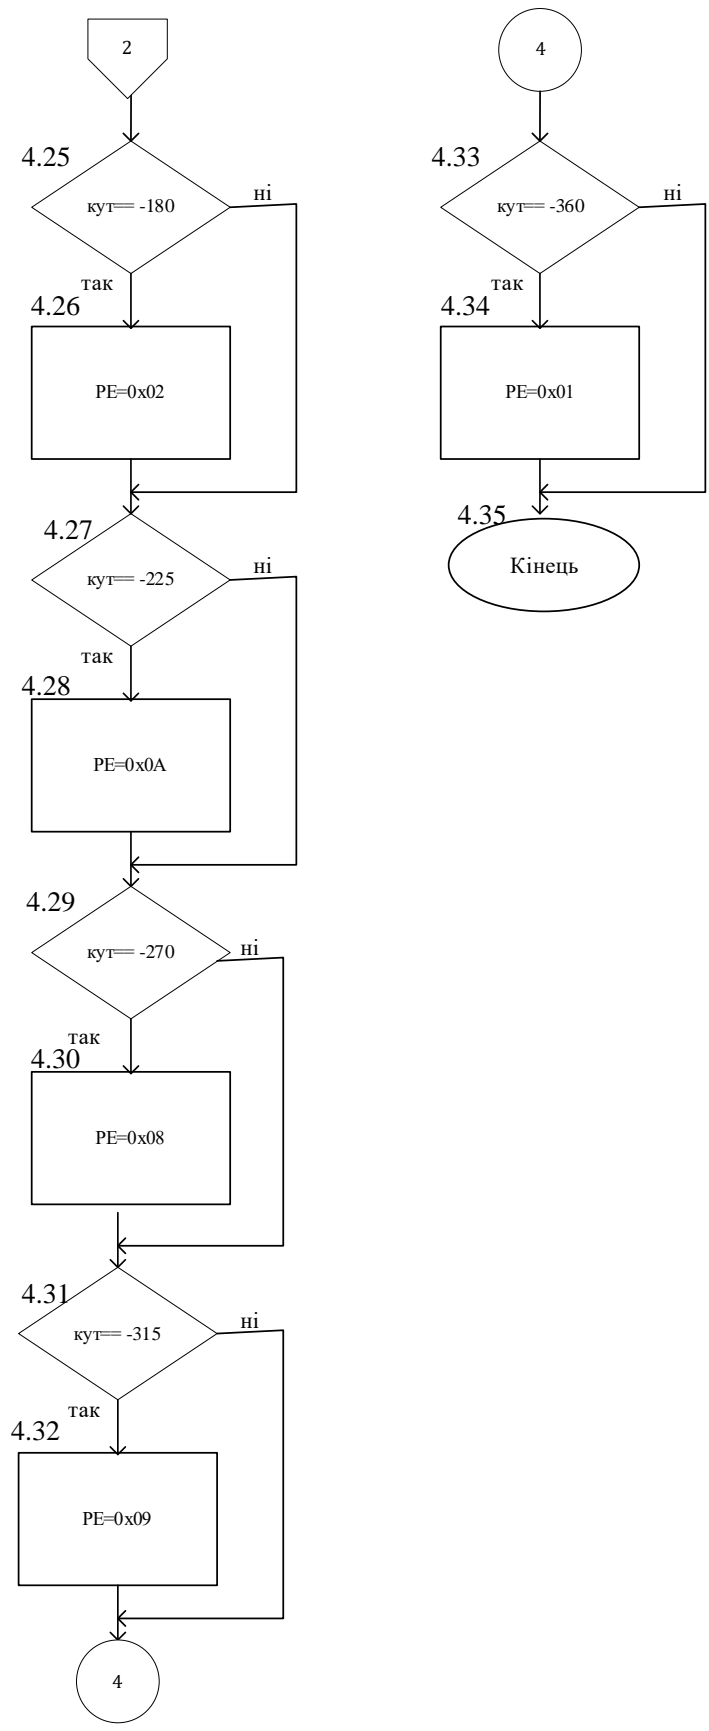 2
4.25
кут== -180
ні
так
4.26
PE=0x02
4.27
кут== -225
ні
так
4.28
PE=0x0A
4.29
кут== -270
ні
так
4.30
PE=0x08
4.31
кут== -315
ні
так
4.32
PE=0x09
4
4
4.33
кут== -360
ні
так
4.34
PE=0x01
4.35
Кінець